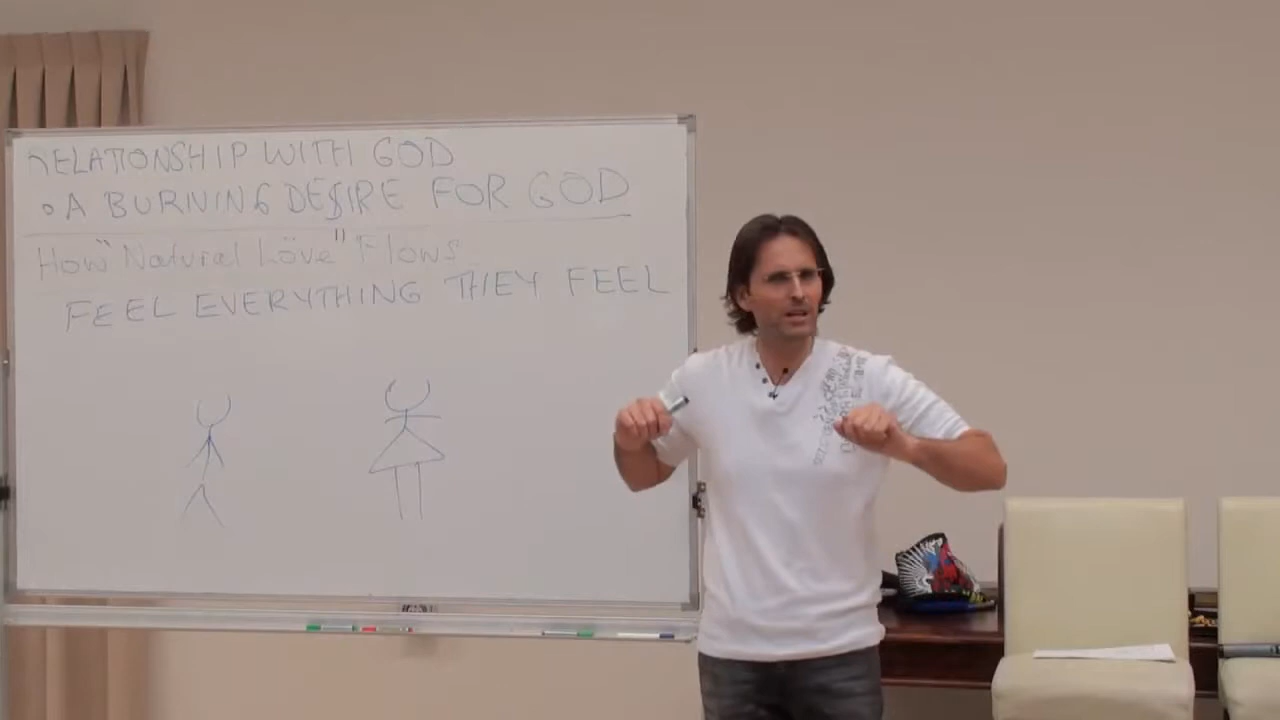 RELATIONSHIP WITH GOD
• A BURNING DESIRE FOR GOD
How "Natural Love" Flows
FEEL EVERYTHING THEY FEEL